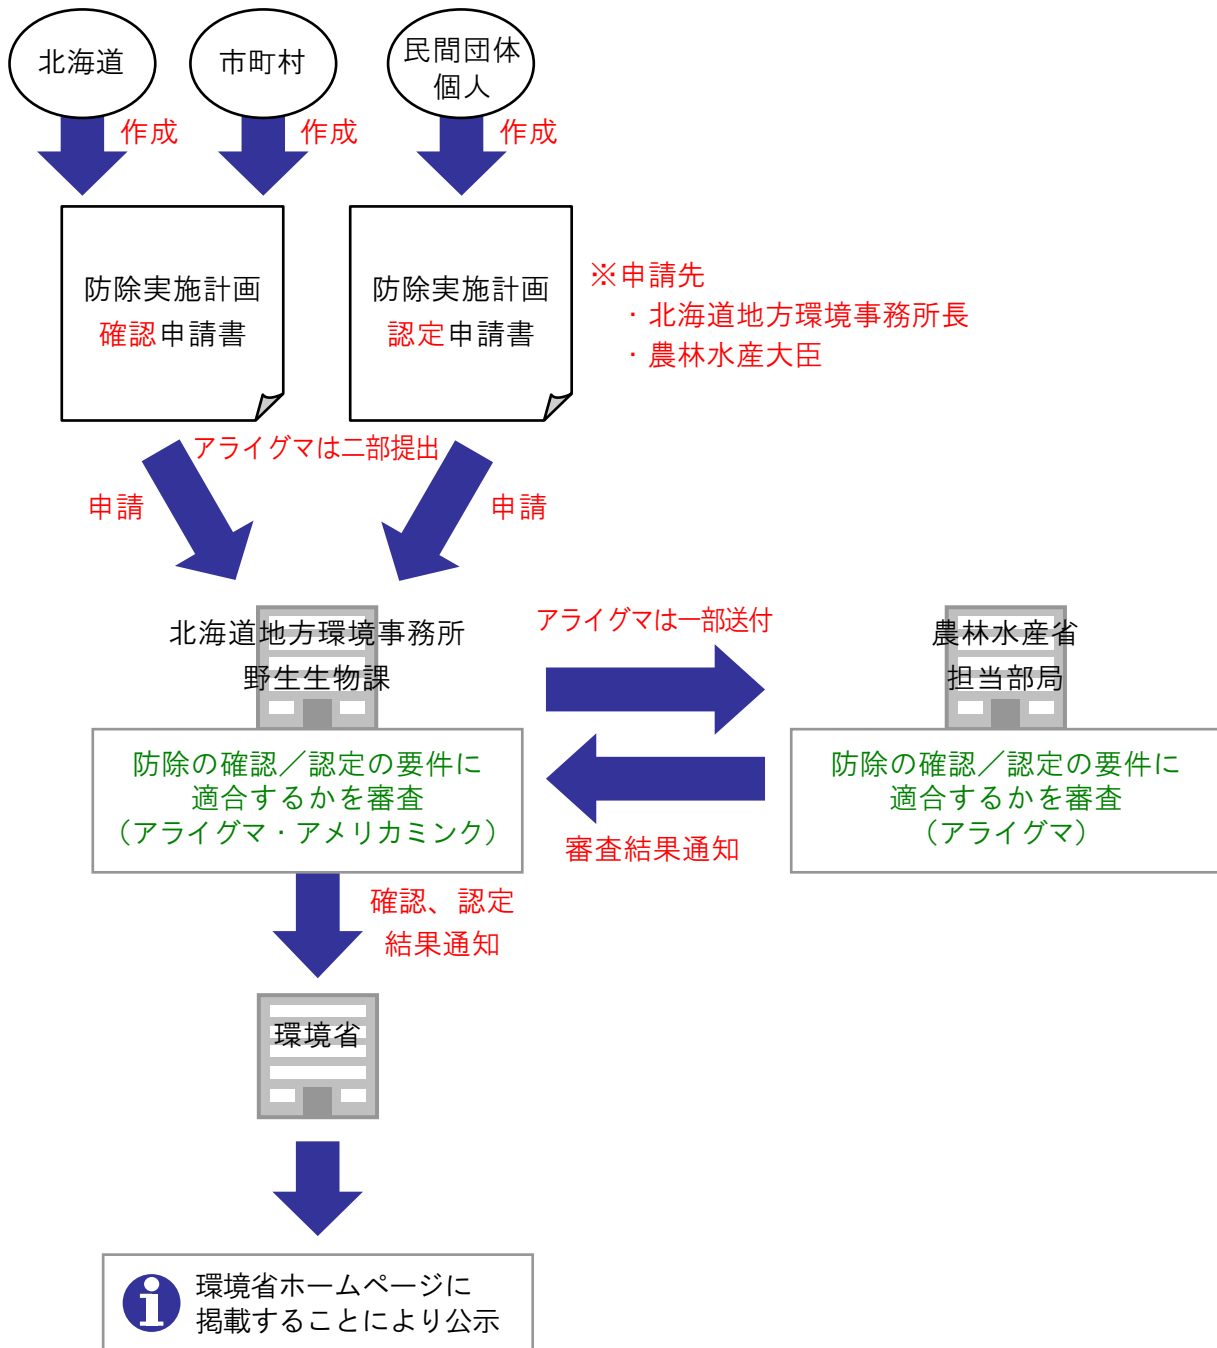 北海道
市町村
民間団体
個人
作成
作成
作成
防除実施計画
確認申請書
防除実施計画
認定申請書
※申請先
・北海道地方環境事務所長
・農林水産大臣
アライグマは二部提出
申請
申請
北海道地方環境事務所
野生生物課
アライグマは一部送付
農林水産省
担当部局
防除の確認／認定の要件に
適合するかを審査
（アライグマ・アメリカミンク）
審査結果通知
防除の確認／認定の要件に
適合するかを審査
（アライグマ）
確認、認定
結果通知
環境省
環境省ホームページに
掲載することにより公示